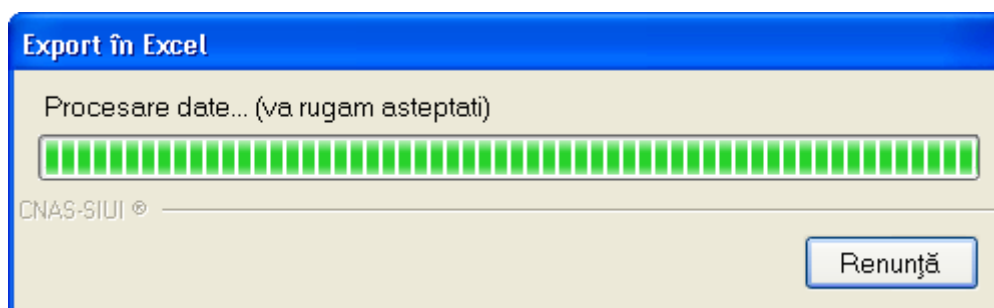 Export în Excel
Procesare date... (va rugam asteptati)
CNAS-SIUI ®
Renunţă